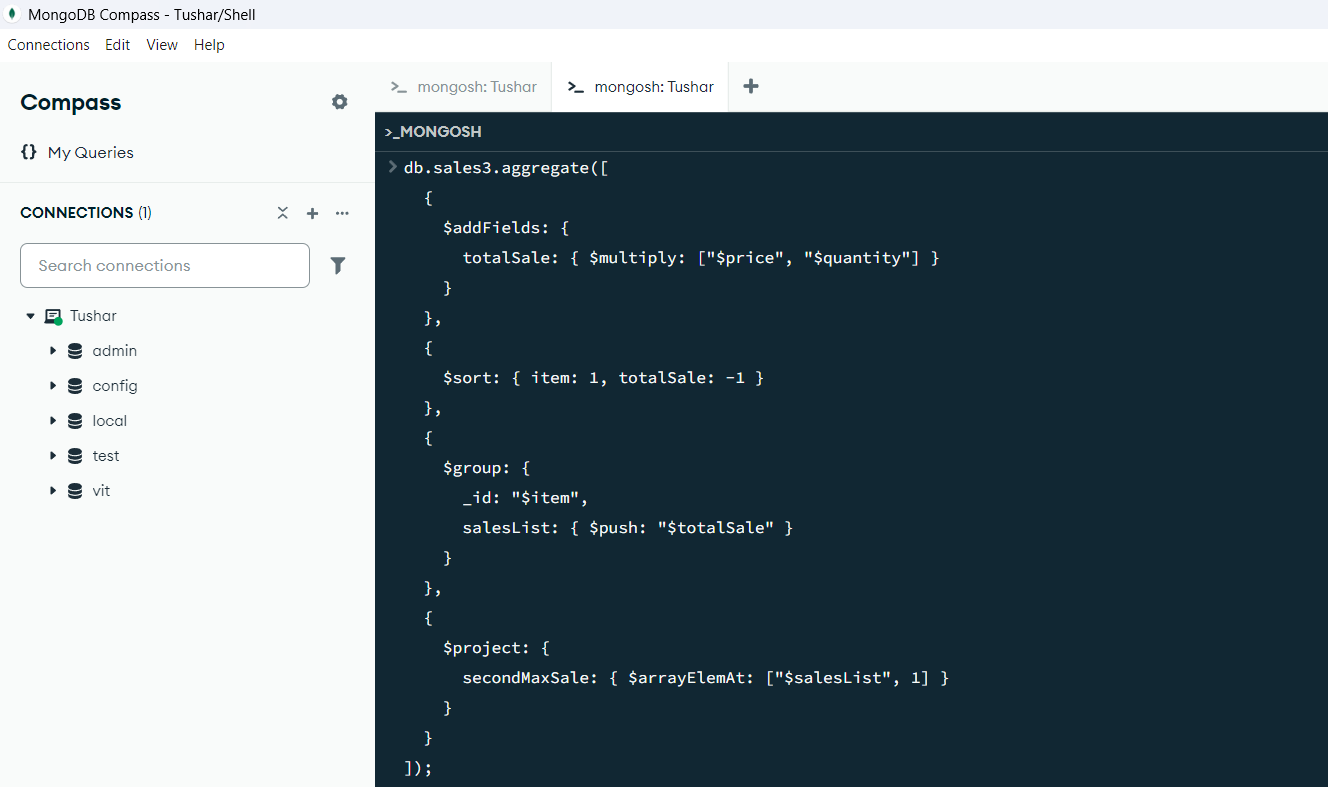 MongoDB Compass - Tushar/Shell
Connections Edit View Help
Compass
{} My Queries
CONNECTIONS (1)
Search connections
Tushar
admin
config
local
test
vit
>_ mongosh: Tushar >_ mongosh: Tushar +
>_MONGOSH
> db.sales3.aggregate([
  {
    $addFields: {
      totalSale: { $multiply: ["$price", "$quantity"] }
    }
  },
  {
    $sort: { item: 1, totalSale: -1 }
  },
  {
    $group: {
      _id: "$item",
      salesList: { $push: "$totalSale" }
    }
  },
  {
    $project: {
      secondMaxSale: { $arrayElemAt: ["$salesList", 1] }
    }
  }
]);